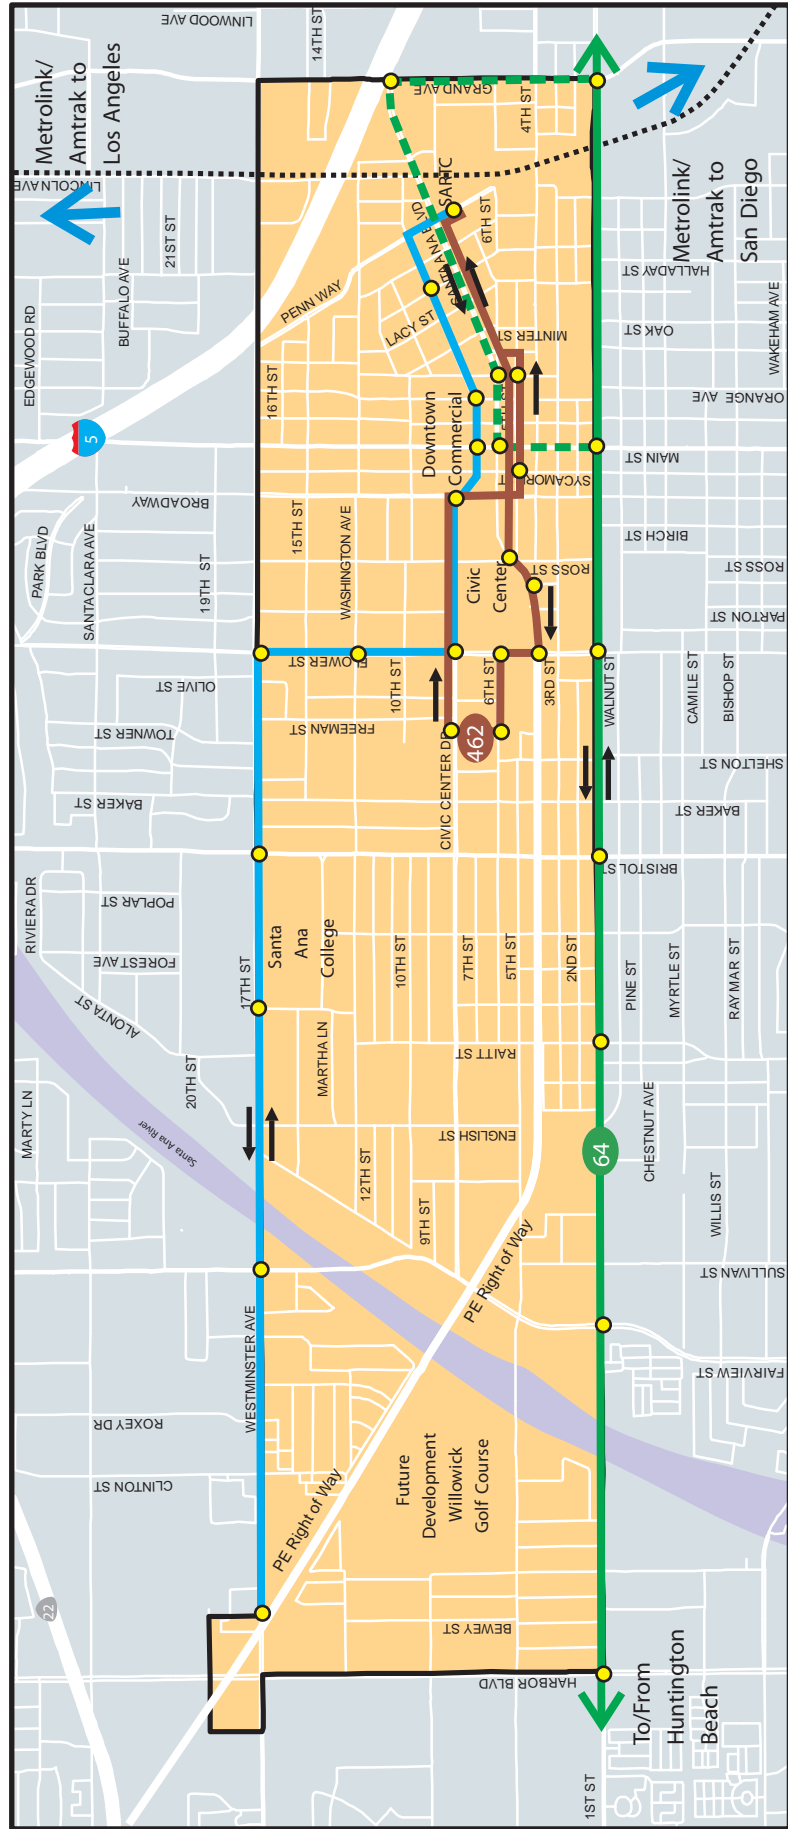 LINWOOD AVE
14TH ST
Metrolink/
Amtrak to
Los Angeles
GRAND AVE
4TH ST
LINCOLN AVE
21ST ST
BUFFALO AVE
EDGEWOOD RD
PENN WAY
SANTA ANA BLVD
SARTC
6TH ST
LACY ST
MINTER ST
Metrolink/
Amtrak to
San Diego
HALLADAY ST
OAK ST
WAKEHAM AVE
ORANGE AVE
5
16TH ST
Downtown
Commercial
5TH ST
MAIN ST
SYCAMORE ST
BROADWAY
PARK BLVD
SANTA CLARA AVE
19TH ST
15TH ST
WASHINGTON AVE
Civic
Center
ROSS ST
BIRCH ST
ROSS ST
PARTON ST
OLIVE ST
FLOWER ST
10TH ST
6TH ST
3RD ST
WALNUT ST
CAMILE ST
BISHOP ST
TOWNER ST
FREEMAN ST
CIVIC CENTER DR
462
SHELTON ST
BAKER ST
BAKER ST
BRISTOL ST
RIVIERA DR
POPLAR ST
FOREST AVE
ALONTA ST
17TH ST
Santa
Ana
College
10TH ST
7TH ST
5TH ST
2ND ST
PINE ST
MYRTLE ST
RAYMAR ST
RAITT ST
20TH ST
MARTHA LN
MARTY LN
Santa Ana River
12TH ST
ENGLISH ST
9TH ST
64
CHESTNUT AVE
WILLIS ST
SULLIVAN ST
PE Right of Way
FAIRVIEW ST
WESTMINSTER AVE
ROXEY DR
CLINTON ST
PE Right of Way
Future
Development
Willowick
Golf Course
22
BEWEY ST
HARBOR BLVD
To/From
Huntington
Beach
1ST ST